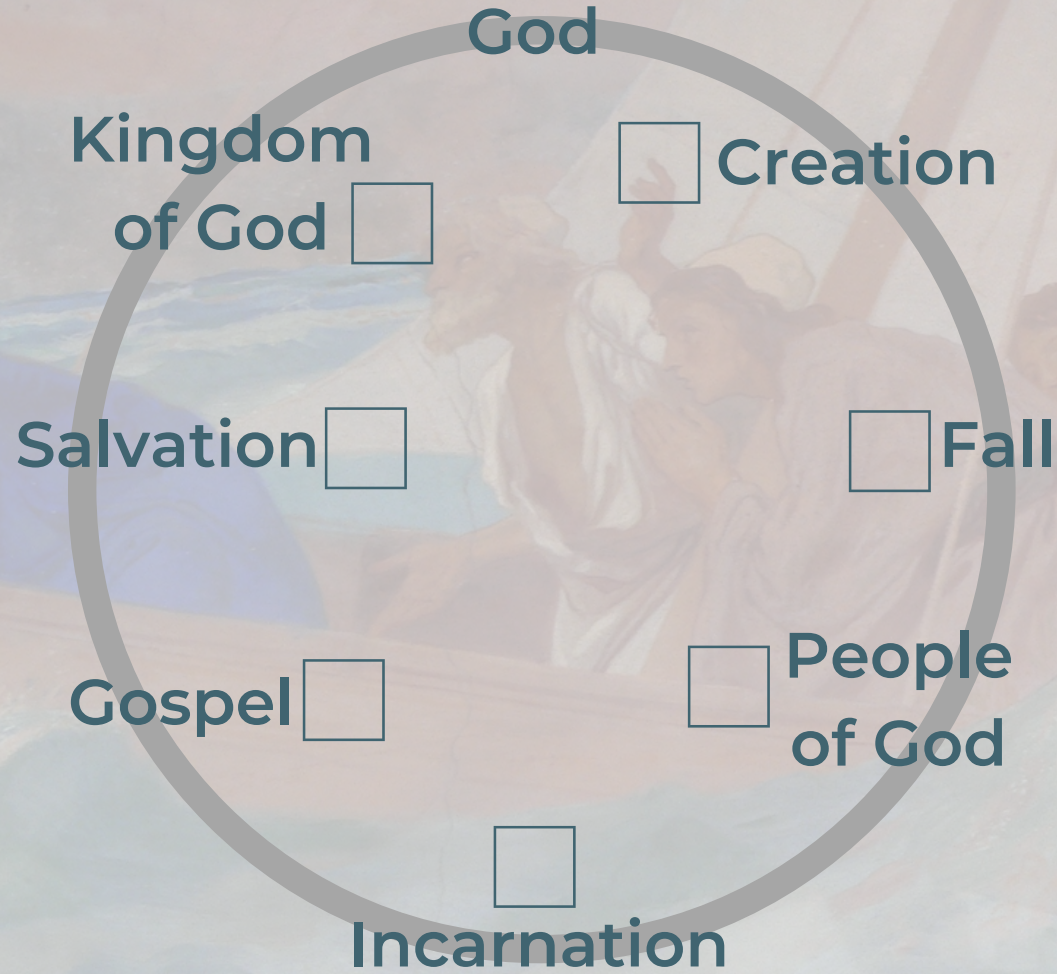 God
Creation
Fall
People
of God
Incarnation
Gospel
Salvation
Kingdom
of God